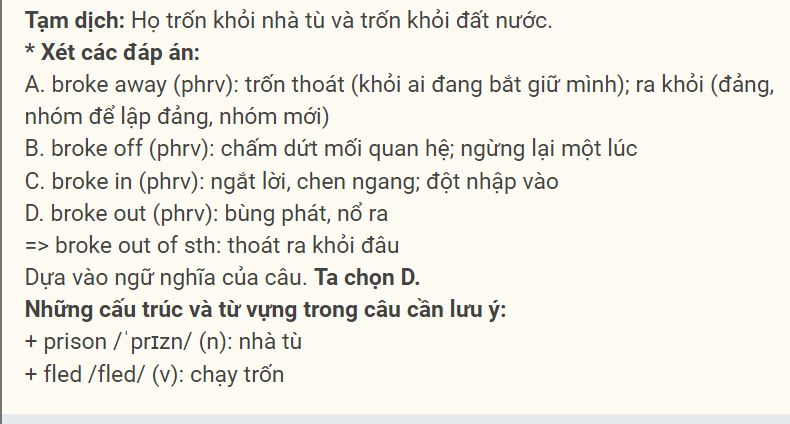 Tạm dịch: Họ trốn khỏi nhà tù và trốn khỏi đất nước.
* Xét các đáp án:
A. broke away (phrv): trốn thoát (khỏi ai đang bắt giữ mình); ra khỏi (đảng,
nhóm để lập đảng, nhóm mới)
B. broke off (phrv): chấm dứt mối quan hệ; ngừng lại một lúc
C. broke in (phrv): ngắt lời, chen ngang; đột nhập vào
D. broke out (phrv): bùng phát, nổ ra
=> broke out of sth: thoát ra khỏi đâu
Dựa vào ngữ nghĩa của câu. Ta chọn D.
Những cấu trúc và từ vựng trong câu cần lưu ý:
+ prison /ˈprɪzn/ (n): nhà tù
+ fled /fled/ (v): chạy trốn